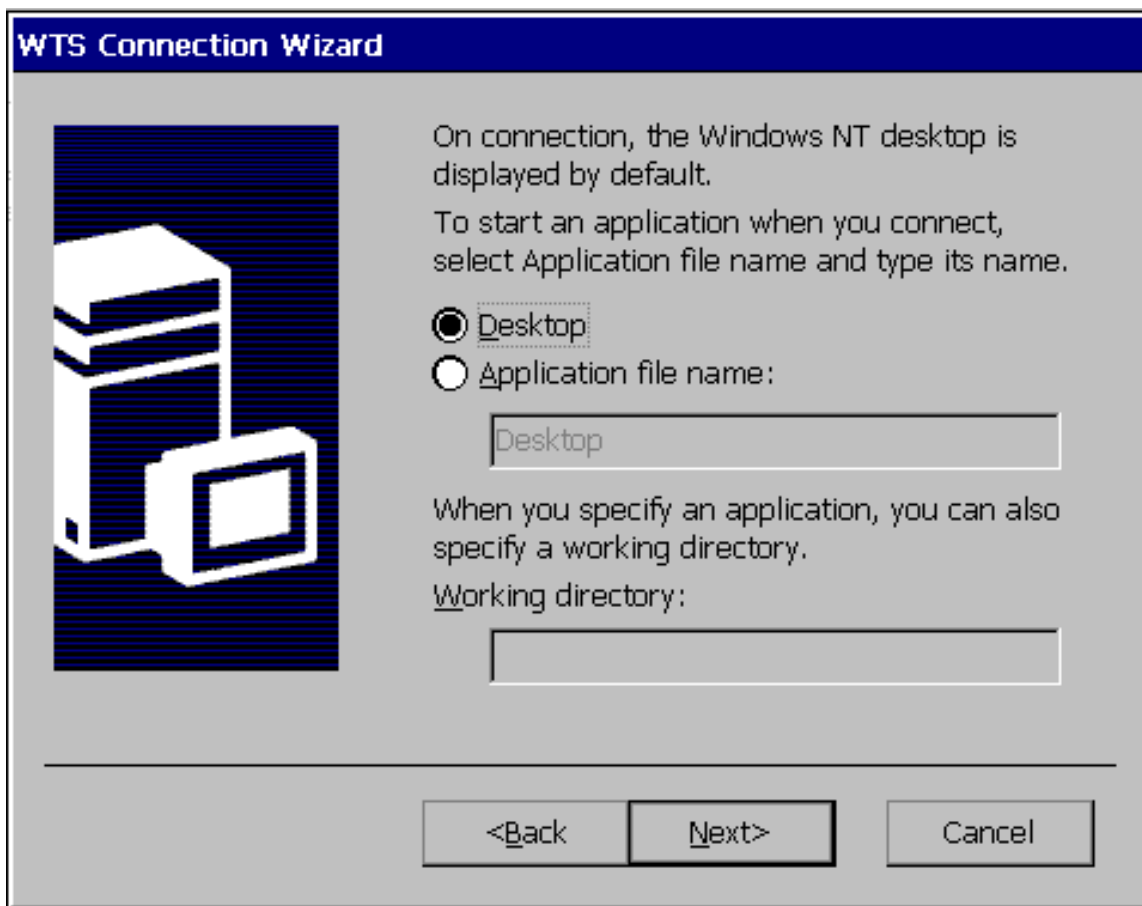 WTS Connection Wizard
On connection, the Windows NT desktop is
displayed by default.
To start an application when you connect,
select Application file name and type its name.
Desktop
Application file name:
Desktop
When you specify an application, you can also
specify a working directory.
Working directory:
<Back
Next>
Cancel